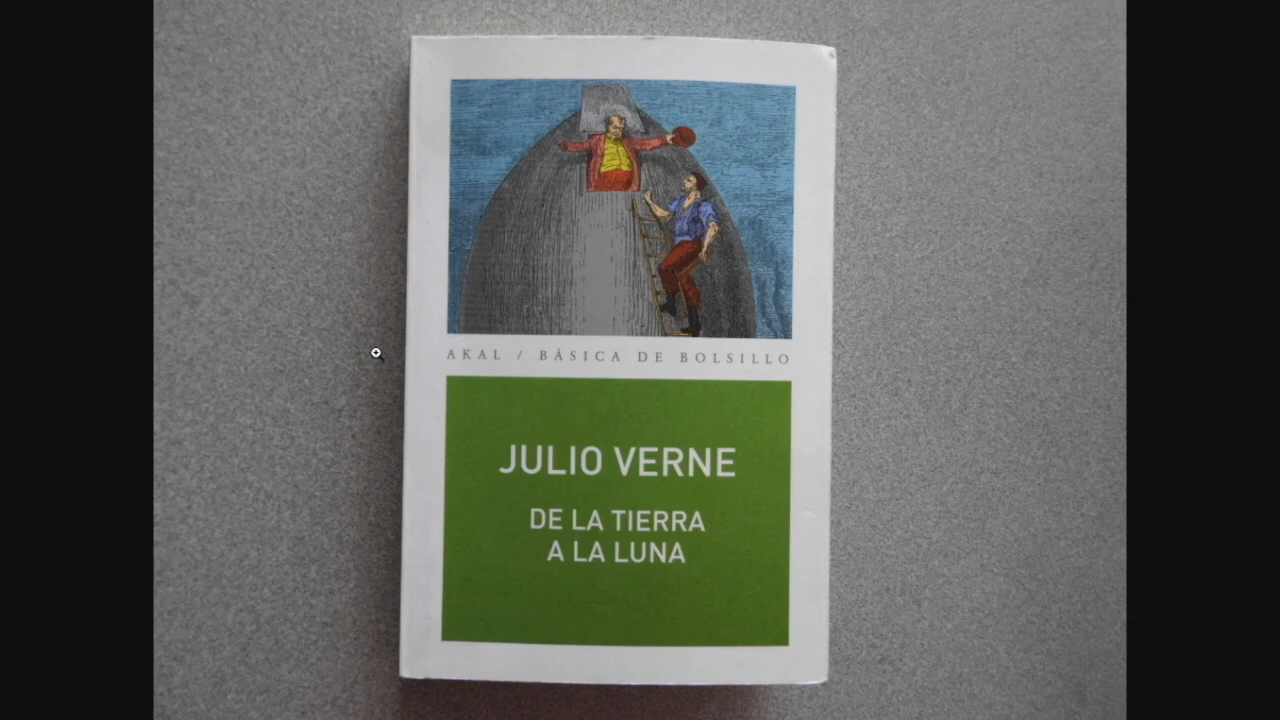 AKAL / BÁSICA DE BOLSILLO
JULIO VERNE
DE LA TIERRA
A LA LUNA